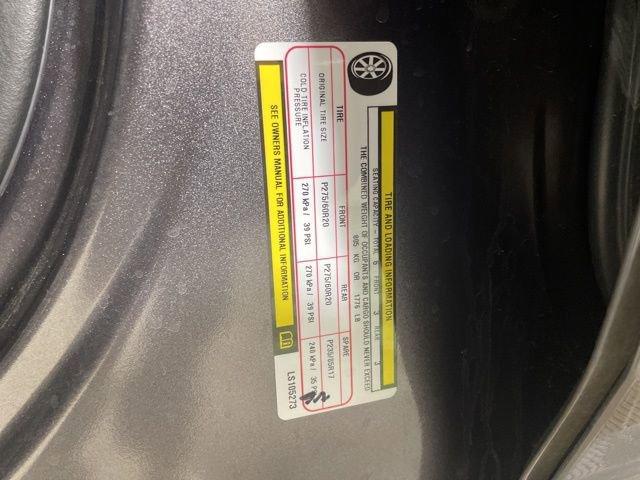 TIRE AND LOADING INFORMATION
SEATING CAPACITY - TOTAL 6 FRONT 3 REAR 3
THE COMBINED WEIGHT OF OCCUPANTS AND CARGO SHOULD NEVER EXCEED
805 KG OR 1776 LB
TIRE FRONT REAR SPARE
ORIGINAL TIRE SIZE P275/60R20 P275/60R20 P235/85R17
COLD TIRE INFLATION PRESSURE 270 kPa / 39 PSI 270 kPa / 39 PSI 240 kPa / 35
SEE OWNERS MANUAL FOR ADDITIONAL INFORMATION
LS105273